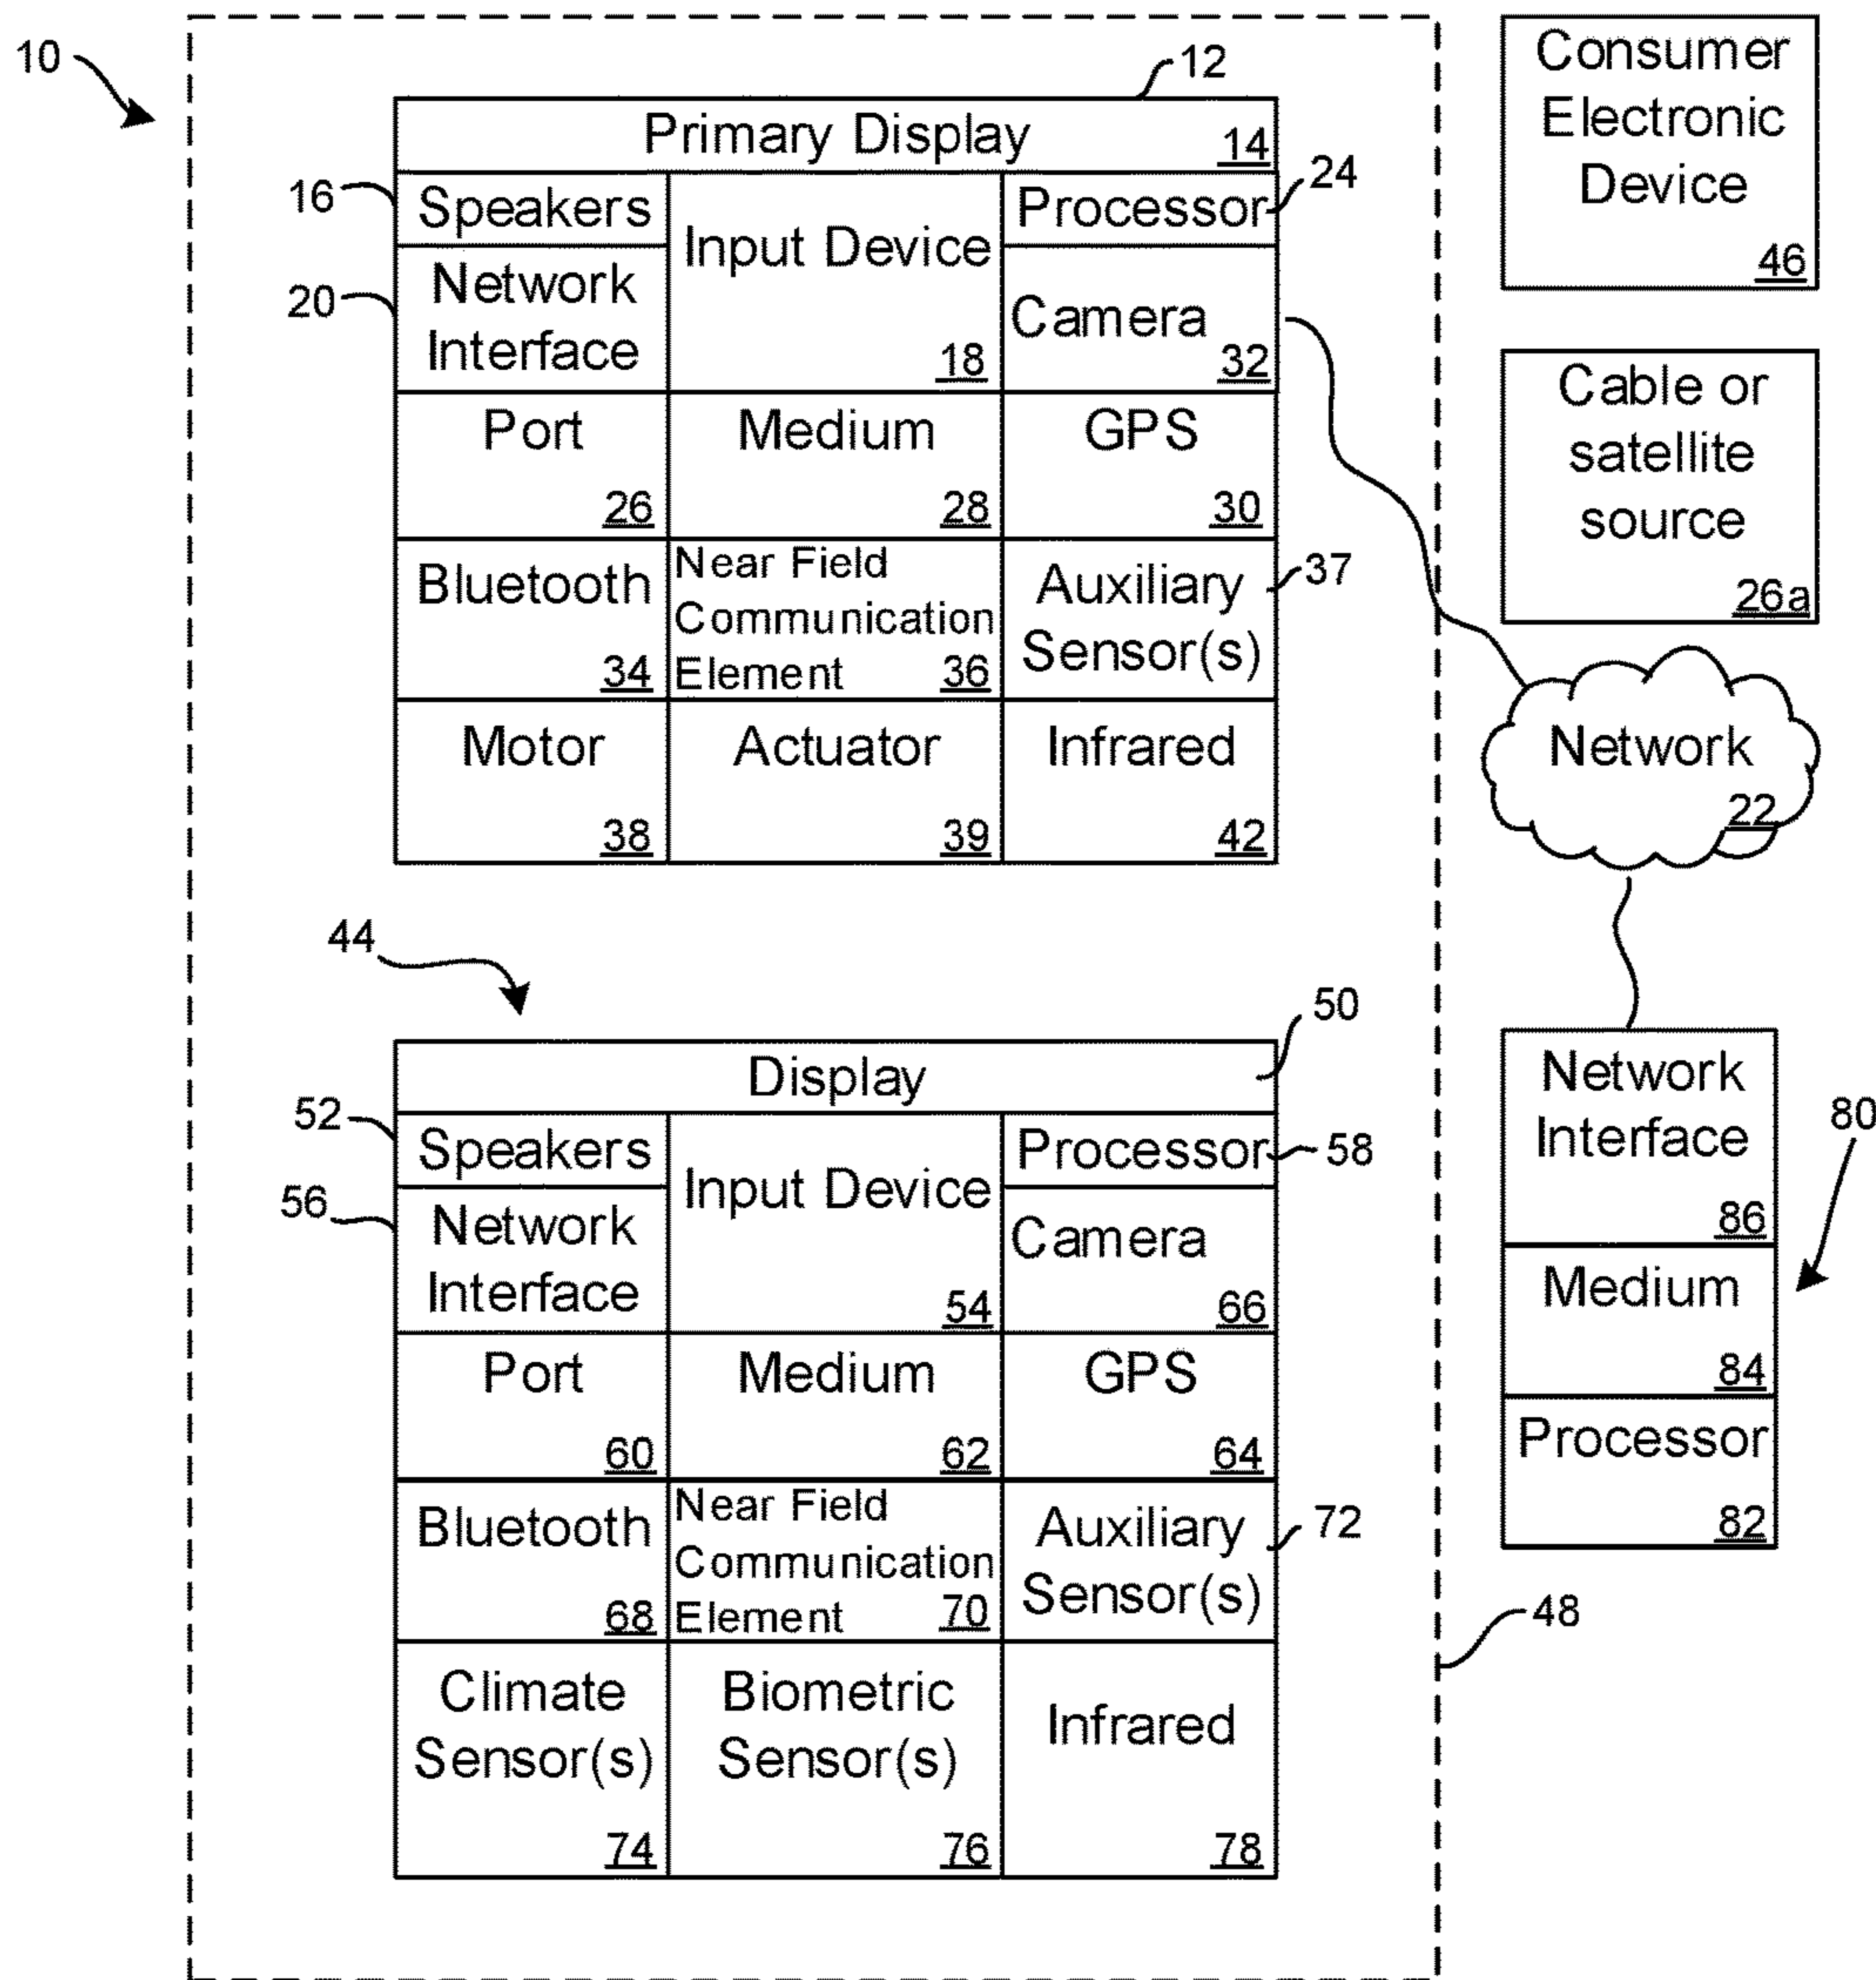 10
12
Primary Display
14
16
Speakers
Input Device
18
Processor
24
20
Network
Interface
Camera
32
Port
26
Medium
28
GPS
30
Bluetooth
34
Near Field
Communication
Element
36
Auxiliary
Sensor(s)
37
Motor
38
Actuator
39
Infrared
42
44
Display
50
52
Speakers
Input Device
54
Processor
58
56
Network
Interface
Camera
66
Port
60
Medium
62
GPS
64
Bluetooth
68
Near Field
Communication
Element
70
Auxiliary
Sensor(s)
72
Climate
Sensor(s)
74
Biometric
Sensor(s)
76
Infrared
78
48
Consumer
Electronic
Device
46
Cable or
satellite
source
26a
Network
22
Network
Interface
86
Medium
84
Processor
82
80